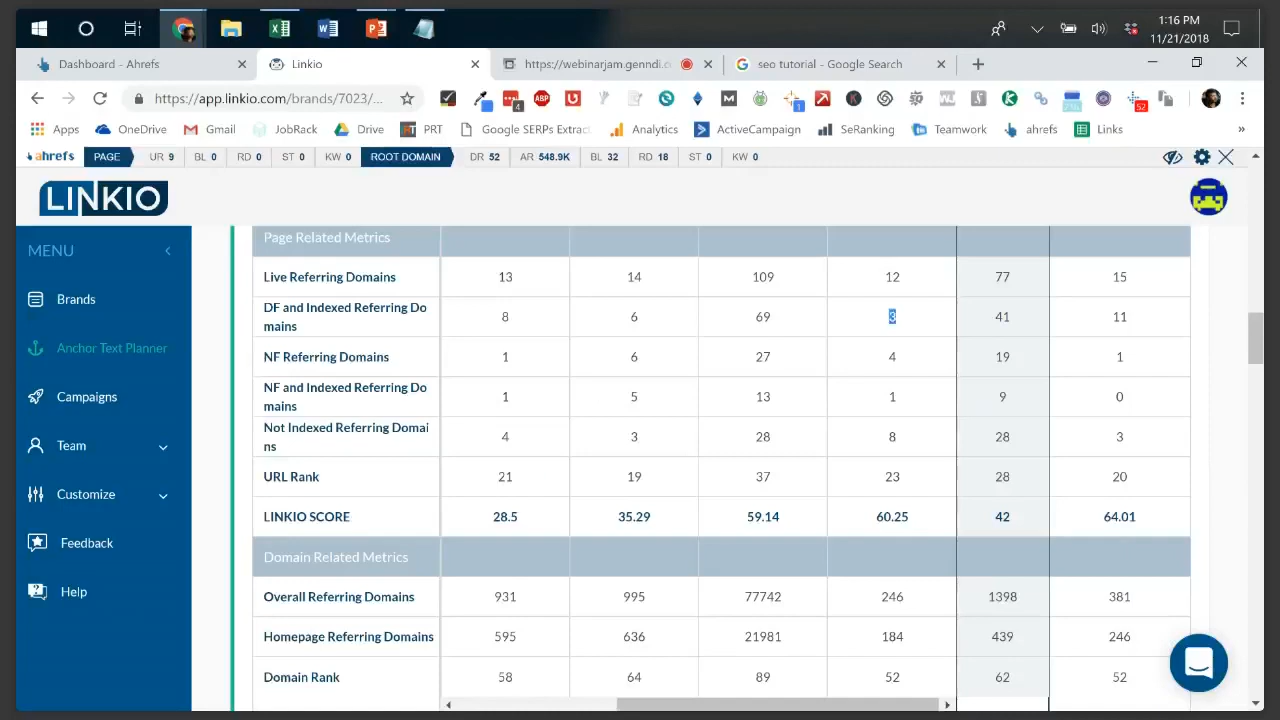 1:16 PM
11/21/2018
Dashboard - Ahrefs
Linkio
https://webinarjam.genndi.c
seo tutorial - Google Search
https://app.linkio.com/brands/7023/
Apps
OneDrive
Gmail
JobRack
Drive
PRT
Google SERPs Extract
Analytics
ActiveCampaign
SeRanking
Teamwork
ahrefs
Links
ahrefs PAGE UR 9 BL 0 RD 0 ST 0 KW 0 ROOT DOMAIN DR 52 AR 548.9K BL 32 RD 18 ST 0 KW 0
LINKIO
MENU
Brands
Anchor Text Planner
Campaigns
Team
Customize
Feedback
Help
Page Related Metrics
Live Referring Domains 13 14 109 12 77 15
DF and Indexed Referring Do
mains 8 6 69 3 41 11
NF Referring Domains 1 6 27 4 19 1
NF and Indexed Referring Do
mains 1 5 13 1 9 0
Not Indexed Referring Domai
ns 4 3 28 8 28 3
URL Rank 21 19 37 23 28 20
LINKIO SCORE 28.5 35.29 59.14 60.25 42 64.01
Domain Related Metrics
Overall Referring Domains 931 995 77742 246 1398 381
Homepage Referring Domains 595 636 21981 184 439 246
Domain Rank 58 64 89 52 62 52